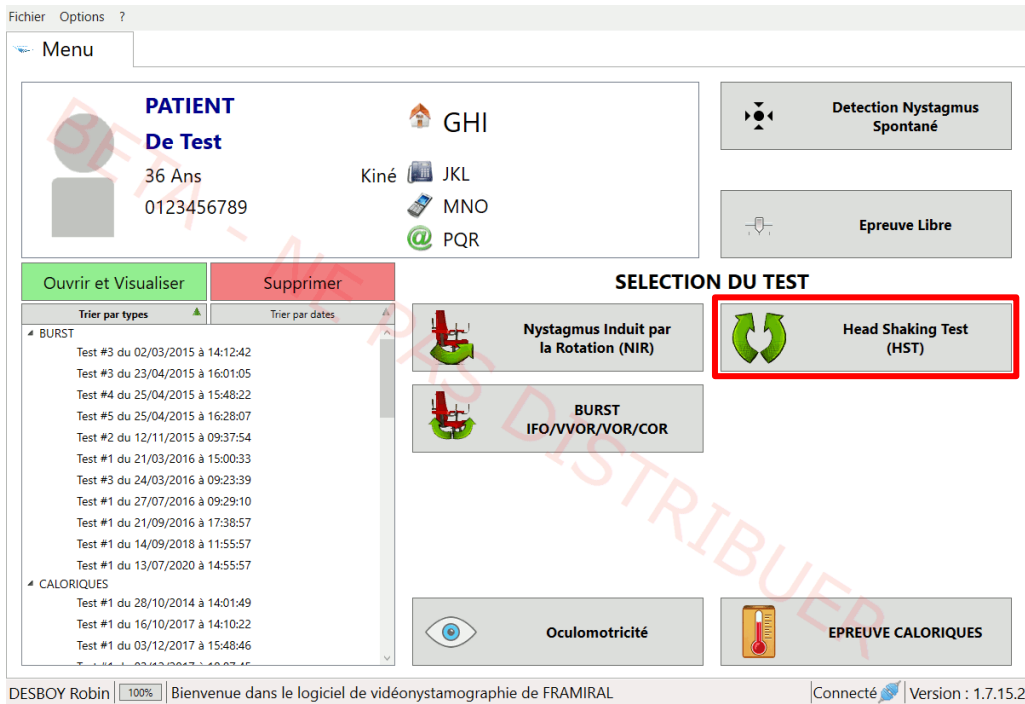 Fichier Options ?
Menu
PATIENT
De Test
36 Ans
0123456789
GHI
Kiné JKL
MNO
PQR
Detection Nystagmus
Spontané
Epreuve Libre
Ouvrir et Visualiser
Supprimer
Trier par types
Trier par dates
BURST
Test #3 du 02/03/2015 à 14:12:42
Test #3 du 23/04/2015 à 16:01:05
Test #4 du 25/04/2015 à 15:48:22
Test #5 du 25/04/2015 à 16:28:07
Test #2 du 12/11/2015 à 09:37:54
Test #1 du 21/03/2016 à 15:00:33
Test #3 du 24/03/2016 à 09:23:39
Test #1 du 27/07/2016 à 09:29:10
Test #1 du 21/09/2016 à 17:38:57
Test #1 du 14/09/2018 à 11:55:57
Test #1 du 13/07/2020 à 14:55:57
CALORIQUES
Test #1 du 28/10/2014 à 14:01:49
Test #1 du 16/10/2017 à 14:10:22
Test #1 du 03/12/2017 à 15:48:46
SELECTION DU TEST
Nystagmus Induit par
la Rotation (NIR)
Head Shaking Test
(HST)
BURST
IFO/VVOR/VOR/COR
Oculomotricité
EPREUVE CALORIQUES
BETA - NE PAS DiSTRIBUER
DESBOY Robin 100% Bienvenue dans le logiciel de vidéonystamographie de FRAMIRAL Connecté Version : 1.7.15.2